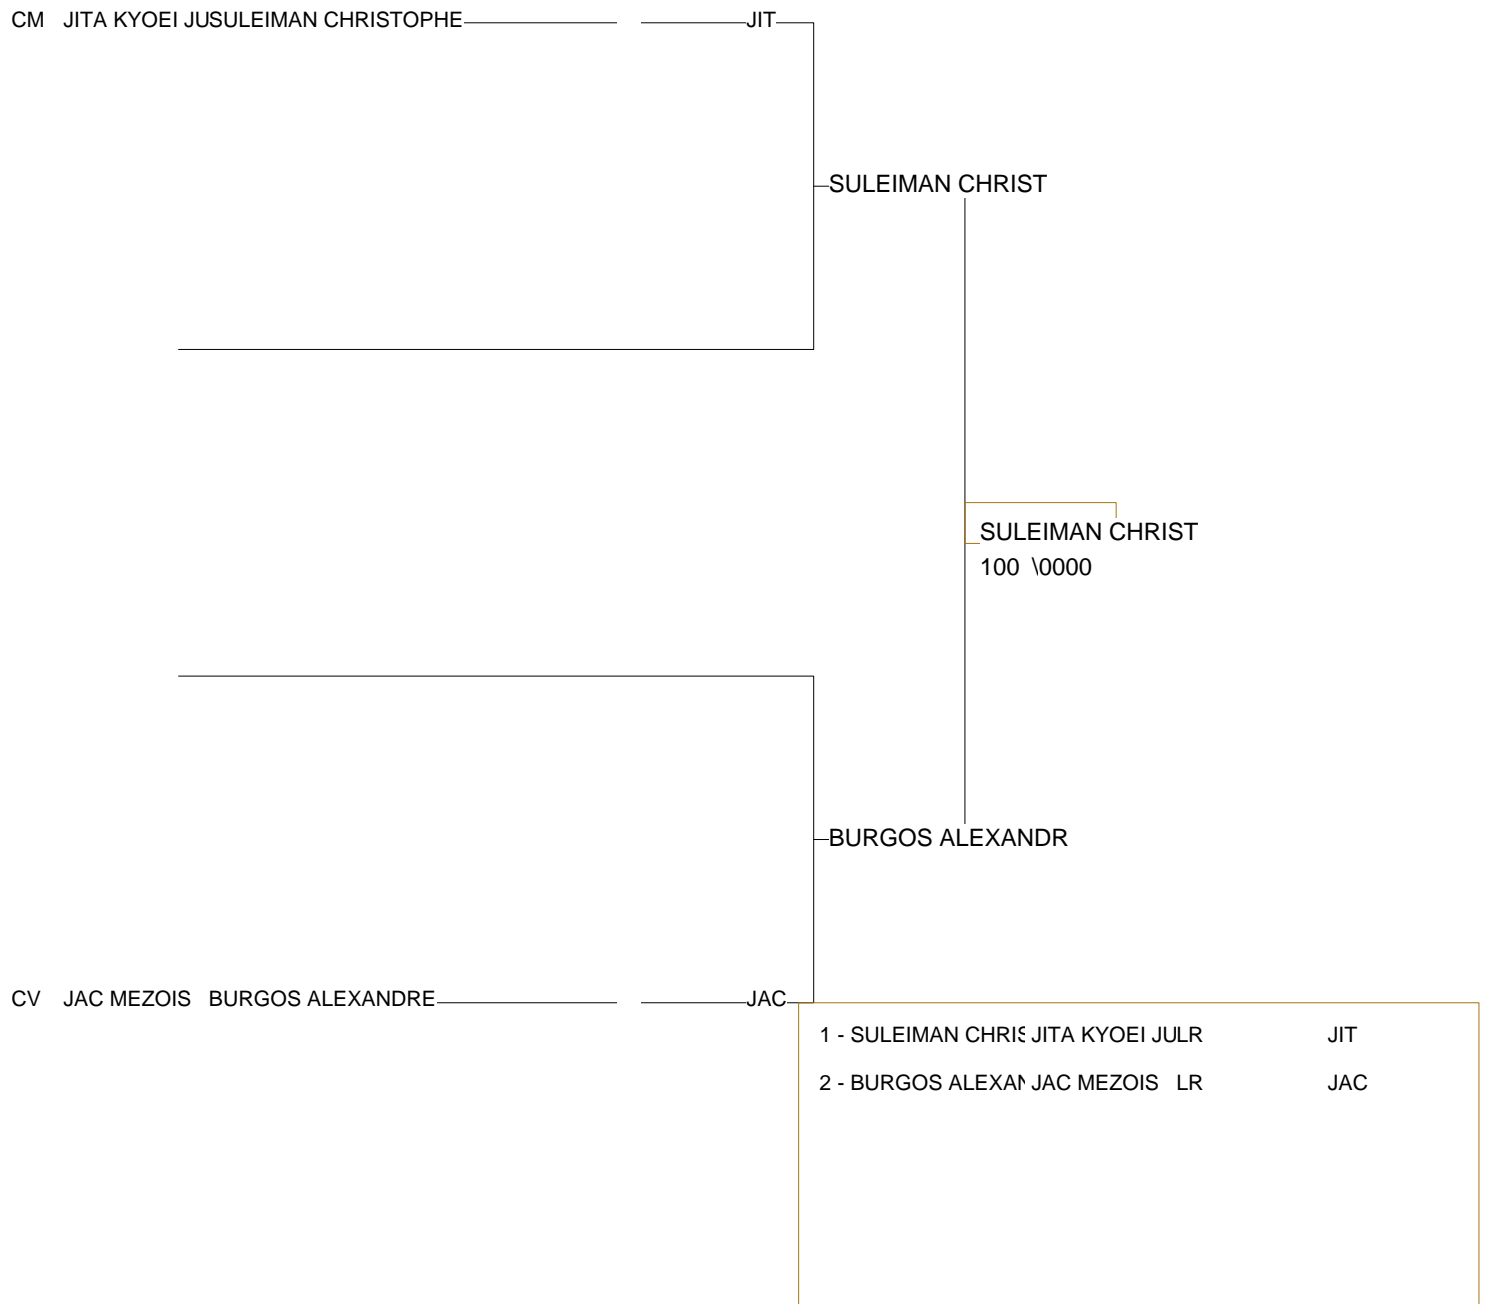 CM JITA KYOEI JUSULEIMAN CHRISTOPHE JIT
SULEIMAN CHRIST
SULEIMAN CHRIST
100 \0000
BURGOS ALEXANDR
CV JAC MEZOIS BURGOS ALEXANDRE JAC
1 - SULEIMAN CHRIS JITA KYOEI JULR JIT
2 - BURGOS ALEXAN JAC MEZOIS LR JAC